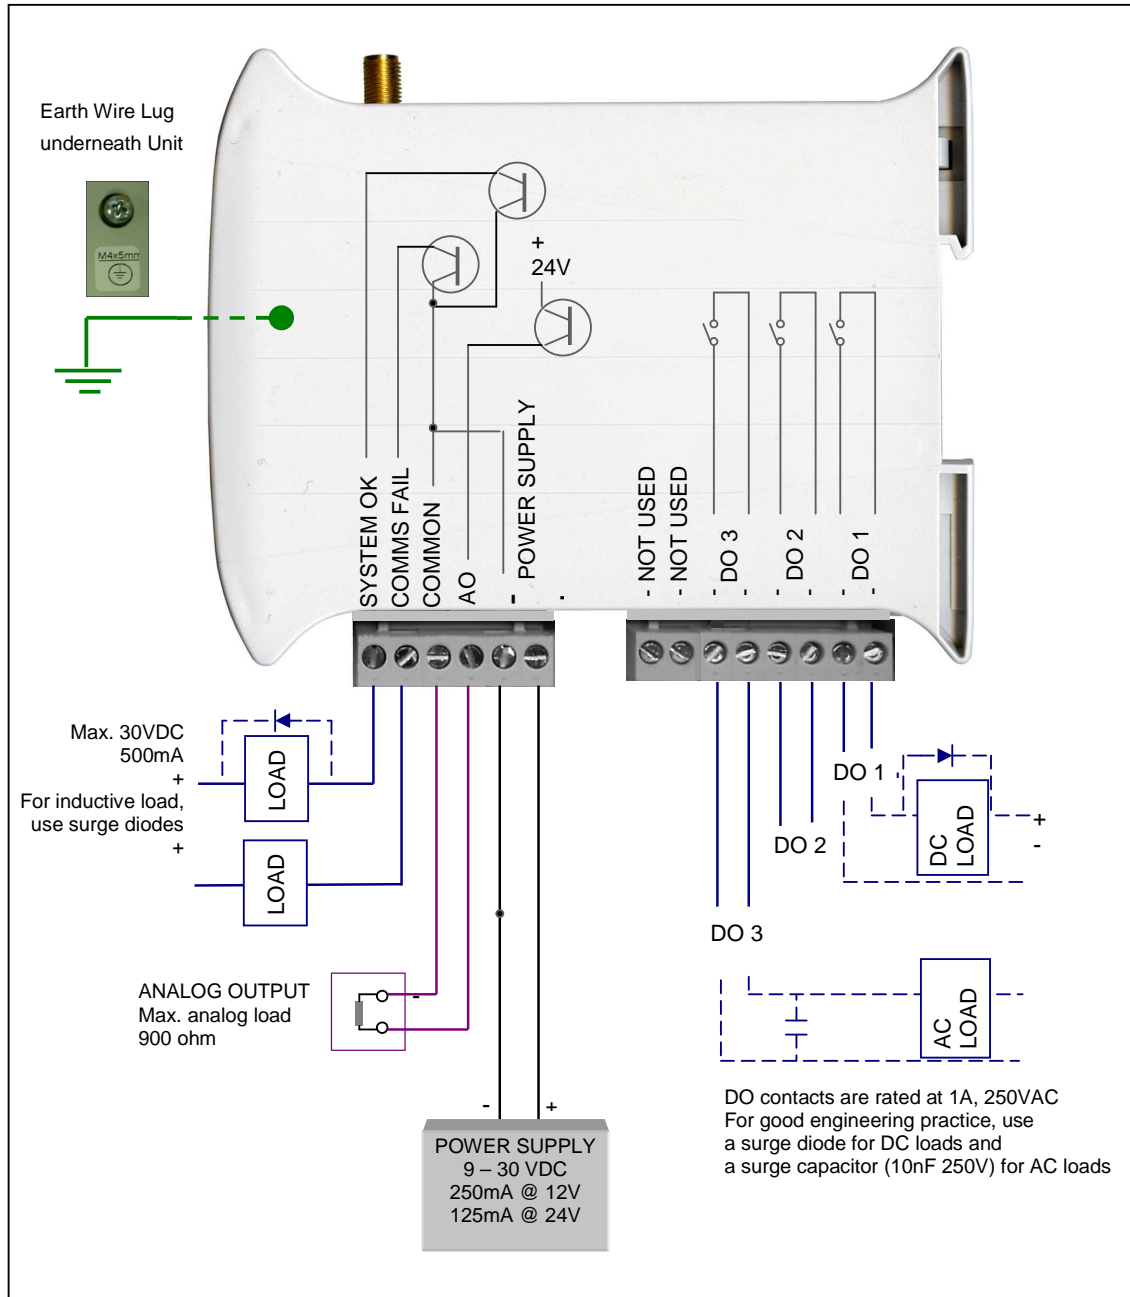 Earth Wire Lug
underneath Unit
M4x5mm
+
24V
SYSTEM OK
COMMS FAIL
COMMON
AO
-
POWER SUPPLY
- NOT USED
- NOT USED
- DO 3 -
- DO 2 -
- DO 1 -
Max. 30VDC
500mA
+
For inductive load,
use surge diodes
+
LOAD
LOAD
ANALOG OUTPUT
Max. analog load
900 ohm
-
- +
POWER SUPPLY
9 – 30 VDC
250mA @ 12V
125mA @ 24V
DO 1
DO 2
DO 3
DC
LOAD
+
-
AC
LOAD
DO contacts are rated at 1A, 250VAC
For good engineering practice, use
a surge diode for DC loads and
a surge capacitor (10nF 250V) for AC loads